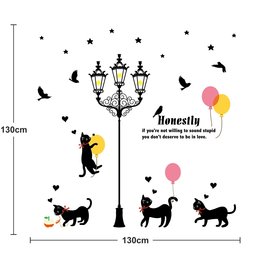 Honestly
if you're not willing to sound stupid
you don't deserve to be in love.
130cm
130cm